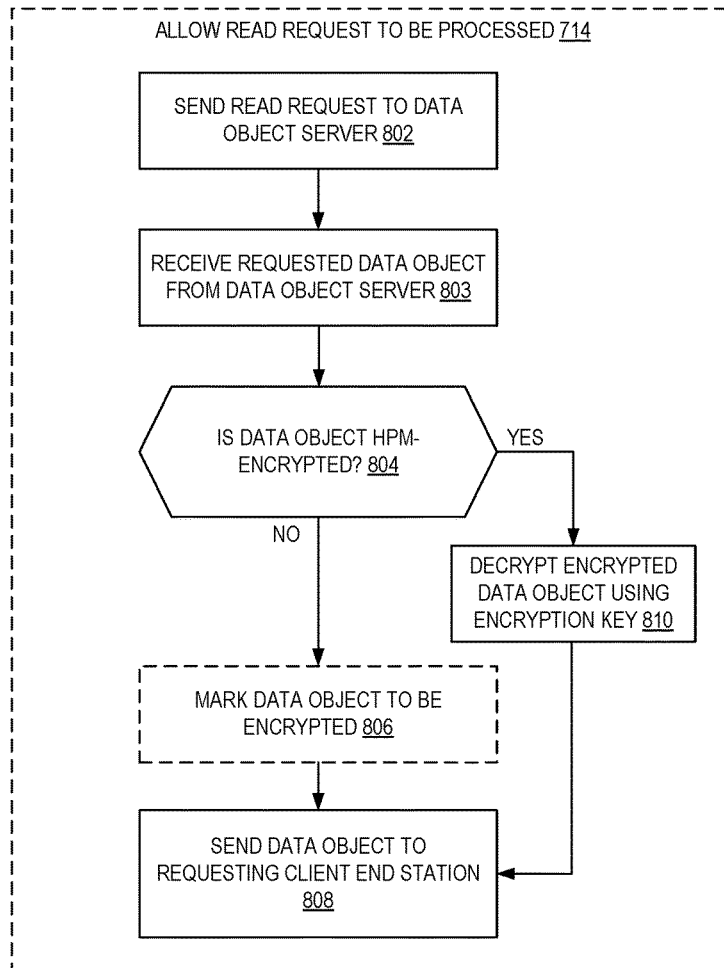 ALLOW READ REQUEST TO BE PROCESSED 714
SEND READ REQUEST TO DATA
OBJECT SERVER 802
RECEIVE REQUESTED DATA OBJECT
FROM DATA OBJECT SERVER 803
IS DATA OBJECT HPM-
ENCRYPTED? 804
YES
NO
DECRYPT ENCRYPTED
DATA OBJECT USING
ENCRYPTION KEY 810
MARK DATA OBJECT TO BE
ENCRYPTED 806
SEND DATA OBJECT TO
REQUESTING CLIENT END STATION
808